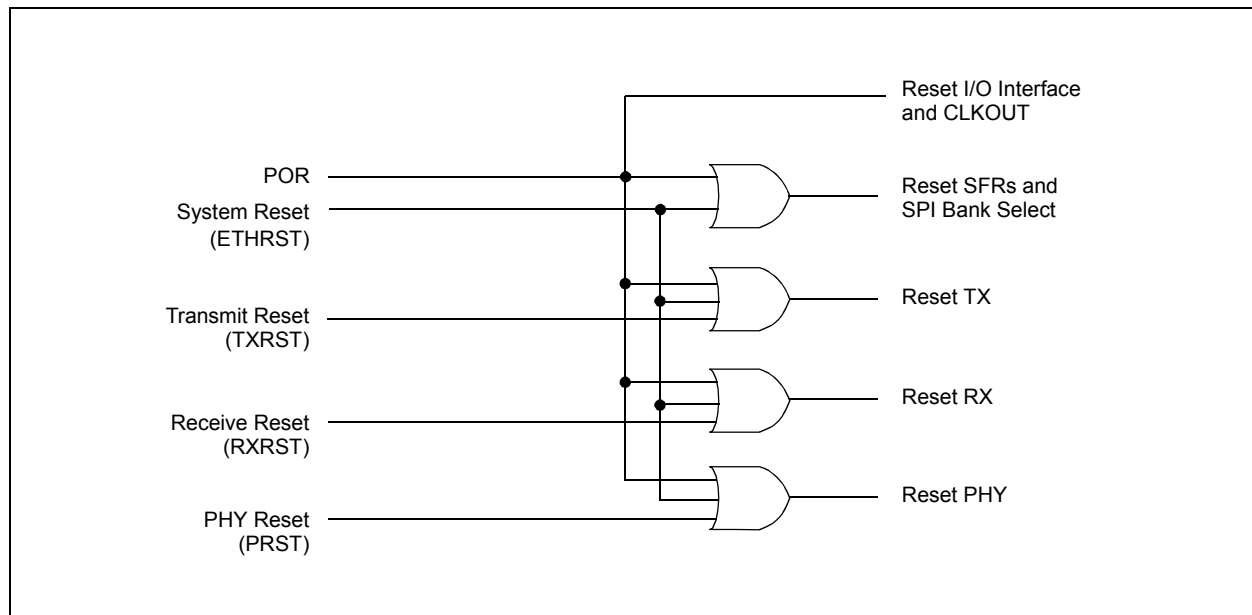 Reset I/O Interface
and CLKOUT
POR
Reset SFRs and
SPI Bank Select
System Reset
(ETHRST)
Reset TX
Transmit Reset
(TXRST)
Reset RX
Receive Reset
(RXRST)
Reset PHY
PHY Reset
(PRST)